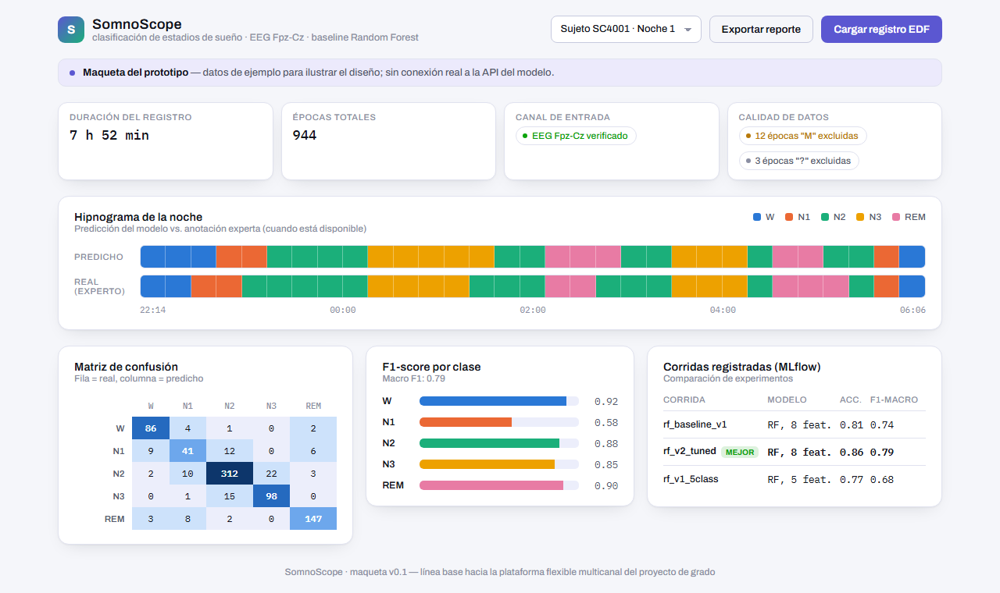 S
SomnoScope
clasificación de estadios de sueño · EEG Fpz-Cz · baseline Random Forest
Sujeto SC4001 · Noche 1
Exportar reporte
Cargar registro EDF
Maqueta del prototipo — datos de ejemplo para ilustrar el diseño; sin conexión real a la API del modelo.
DURACIÓN DEL REGISTRO
7 h 52 min
ÉPOCAS TOTALES
944
CANAL DE ENTRADA
EEG Fpz-Cz verificado
CALIDAD DE DATOS
12 épocas "M" excluidas
3 épocas "?" excluidas
Hipnograma de la noche
Predicción del modelo vs. anotación experta (cuando está disponible)
W N1 N2 N3 REM
PREDICHO
REAL
(EXPERTO)
22:14 00:00 02:00 04:00 06:06
Matriz de confusión
Fila = real, columna = predicho
W N1 N2 N3 REM
W 86 4 1 0 2
N1 9 41 12 0 6
N2 2 10 312 22 3
N3 0 1 15 98 0
REM 3 8 2 0 147
F1-score por clase
Macro F1: 0.79
W 0.92
N1 0.58
N2 0.88
N3 0.85
REM 0.90
Corridas registradas (MLflow)
Comparación de experimentos
CORRIDA MODELO ACC. F1-MACRO
rf_baseline_v1 RF, 8 feat. 0.81 0.74
rf_v2_tuned MEJOR RF, 8 feat. 0.86 0.79
rf_v1_5class RF, 5 feat. 0.77 0.68
SomnoScope · maqueta v0.1 — línea base hacia la plataforma flexible multicanal del proyecto de grado